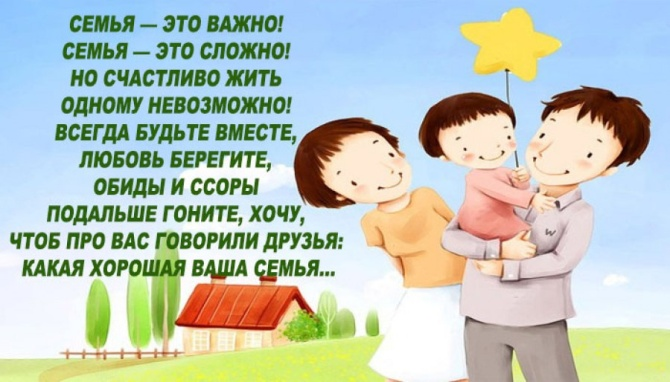 СЕМЬЯ — ЭТО ВАЖНО!
СЕМЬЯ — ЭТО СЛОЖНО!
НО СЧАСТЛИВО ЖИТЬ
ОДНОМУ НЕВОЗМОЖНО!
ВСЕГДА БУДЬТЕ ВМЕСТЕ,
ЛЮБОВЬ БЕРЕГИТЕ,
ОБИДЫ И ССОРЫ
ПОДАЛЬШЕ ГОНИТЕ, ХОЧУ,
ЧТОБ ПРО ВАС ГОВОРИЛИ ДРУЗЬЯ:
КАКАЯ ХОРОШАЯ ВАША СЕМЬЯ...
W